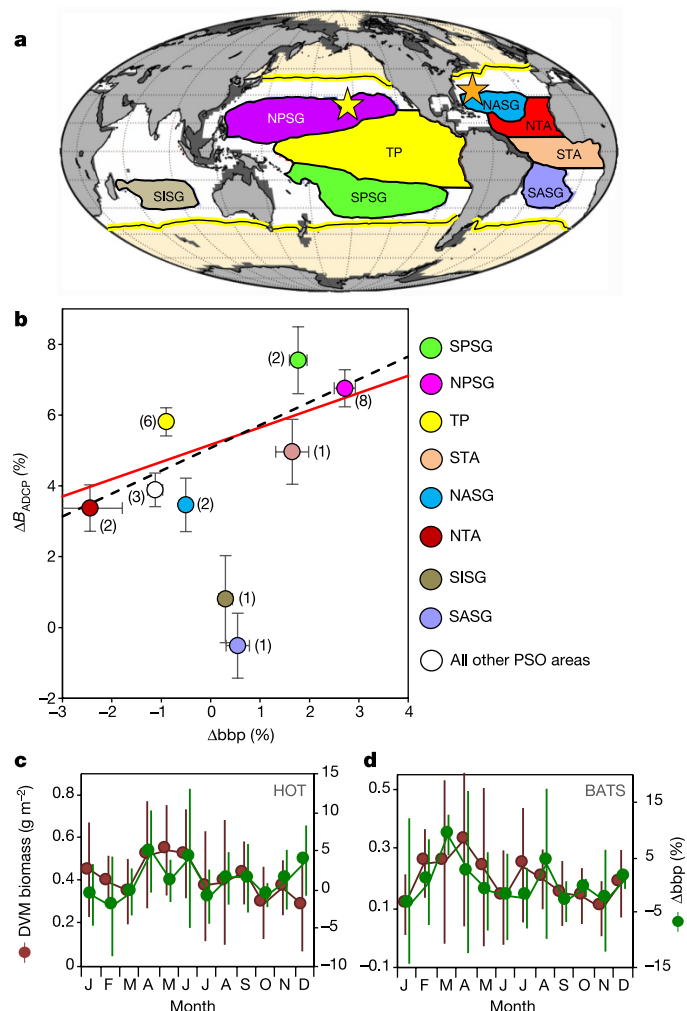 a
NPSG
NASG
NTA
TP
STA
SISG
SPSG
SASG
b
8
6
4
2
0
−2
ΔB_ADCP (%)
(2)
(8)
(6)
(1)
(3)
(2)
(2)
(1)
(1)
−3
−2
−1
0
1
2
3
4
Δbbp (%)
SPSG
NPSG
TP
STA
NASG
NTA
SISG
SASG
All other PSO areas
c
HOT
DVM biomass (g m⁻²)
0.8
0.6
0.4
0.2
0
15
10
5
0
−5
−10
J F M A M J J A S O N D
Month
d
BATS
0.5
0.3
0.1
−0.1
15
5
−5
−15
Δbbp (%)
J F M A M J J A S O N D
Month